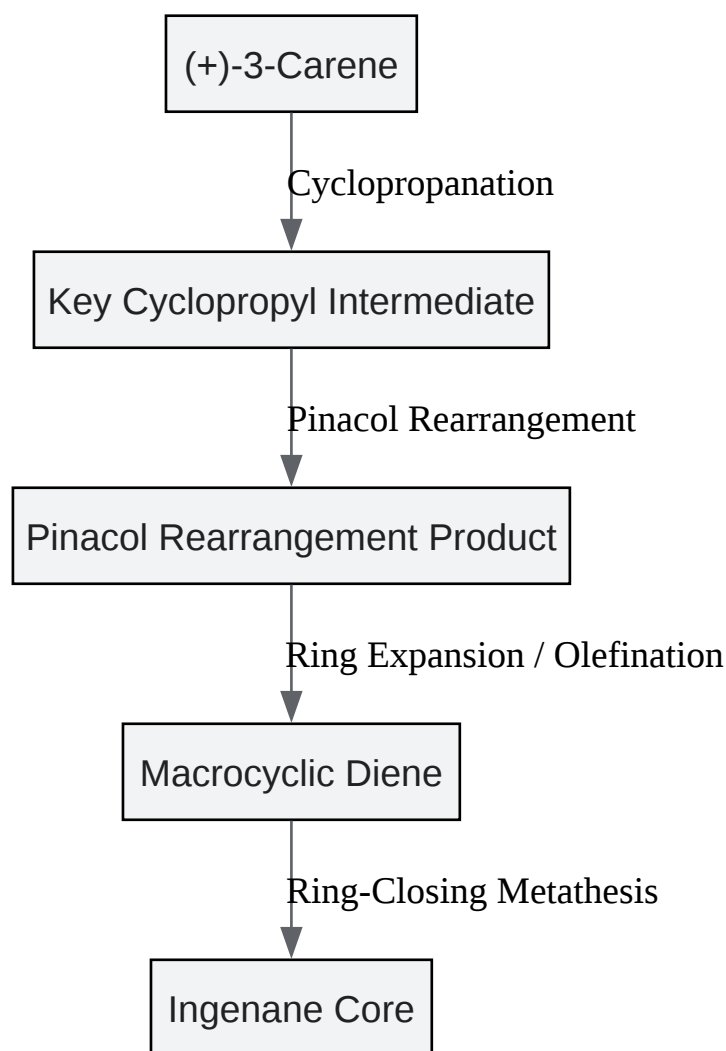 (+)-3-Carene
Cyclopropanation
Key Cyclopropyl Intermediate
Pinacol Rearrangement
Pinacol Rearrangement Product
Ring Expansion / Olefination
Macrocyclic Diene
Ring-Closing Metathesis
Ingenane Core